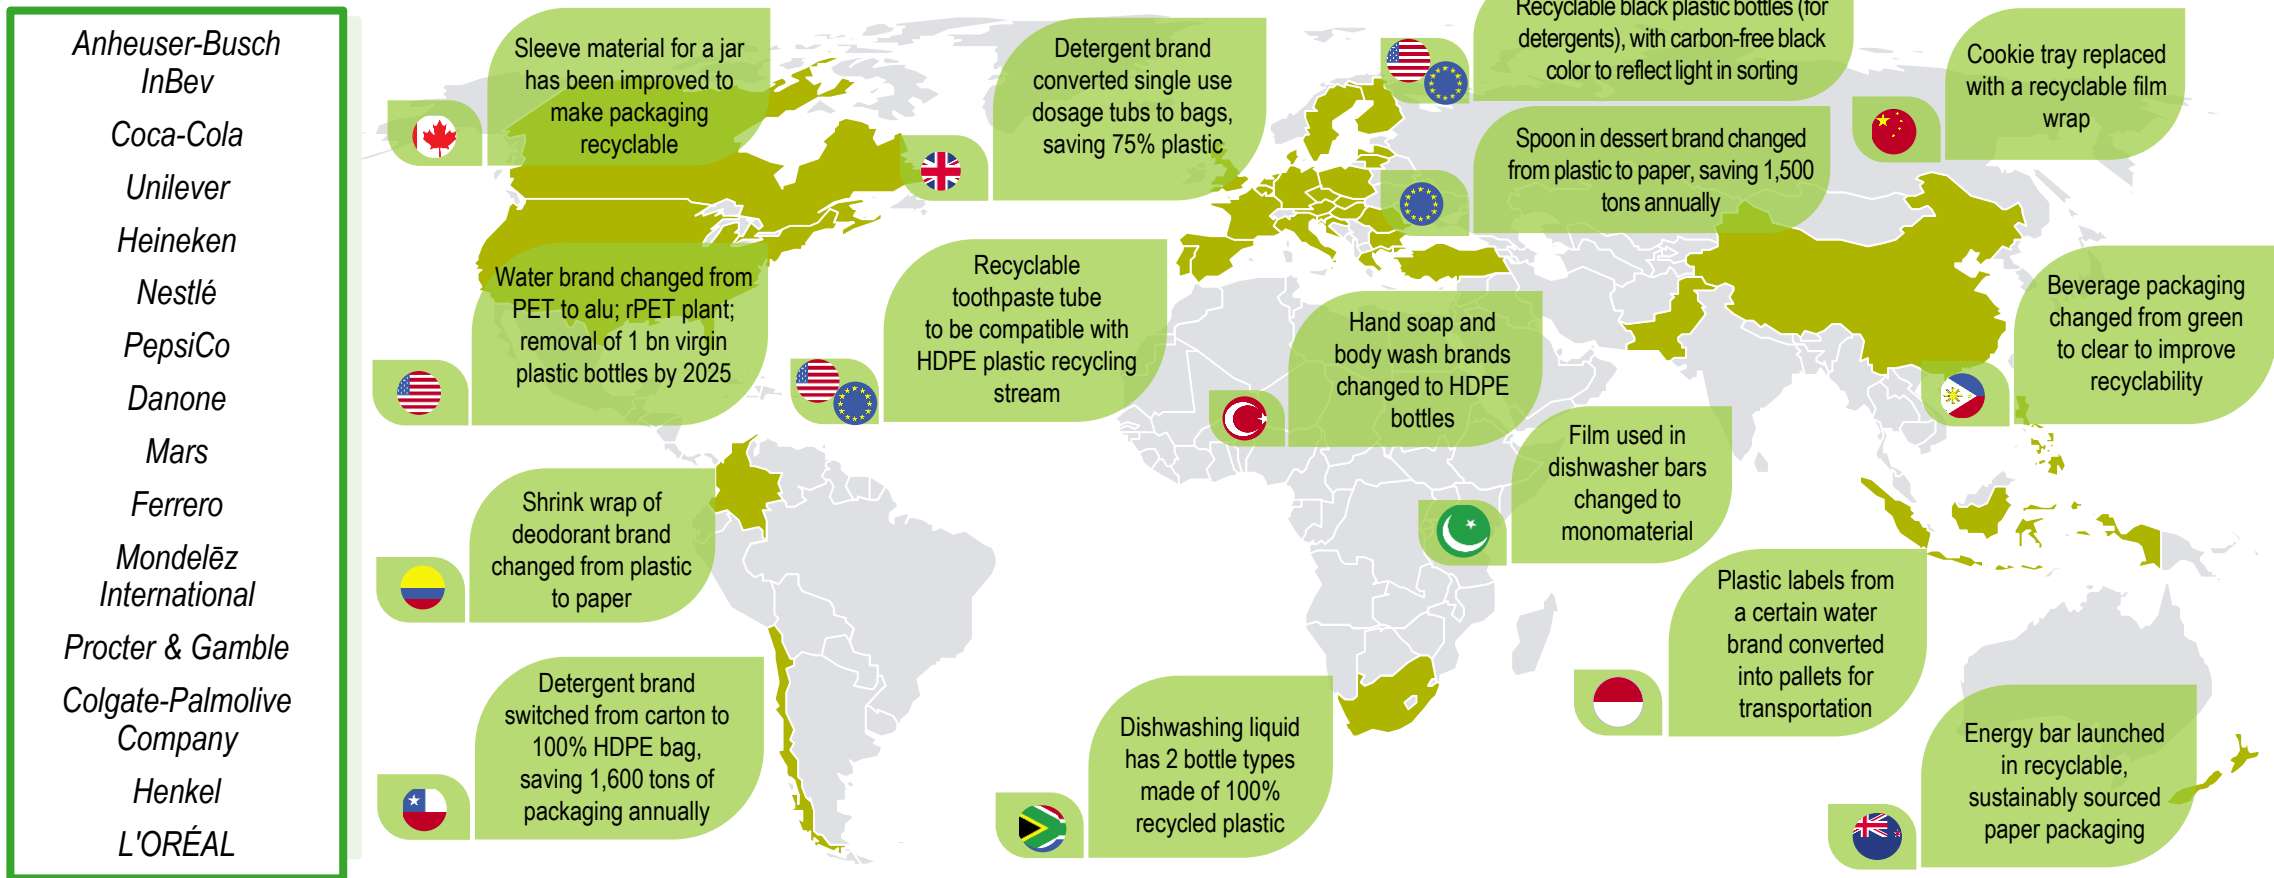 Anheuser-Busch
InBev
Coca-Cola
Unilever
Heineken
Nestlé
PepsiCo
Danone
Mars
Ferrero
Mondelēz
International
Procter & Gamble
Colgate-Palmolive
Company
Henkel
L'ORÉAL
Sleeve material for a jar
has been improved to
make packaging
recyclable
Detergent brand
converted single use
dosage tubs to bags,
saving 75% plastic
Recyclable black plastic bottles (for
detergents), with carbon-free black
color to reflect light in sorting
Cookie tray replaced
with a recyclable film
wrap
Spoon in dessert brand changed
from plastic to paper, saving 1,500
tons annually
Water brand changed from
PET to alu; rPET plant;
removal of 1 bn virgin
plastic bottles by 2025
Recyclable
toothpaste tube
to be compatible with
HDPE plastic recycling
stream
Hand soap and
body wash brands
changed to HDPE
bottles
Beverage packaging
changed from green
to clear to improve
recyclability
Film used in
dishwasher bars
changed to
monomaterial
Shrink wrap of
deodorant brand
changed from plastic
to paper
Plastic labels from
a certain water
brand converted
into pallets for
transportation
Detergent brand
switched from carton to
100% HDPE bag,
saving 1,600 tons of
packaging annually
Dishwashing liquid
has 2 bottle types
made of 100%
recycled plastic
Energy bar launched
in recyclable,
sustainably sourced
paper packaging